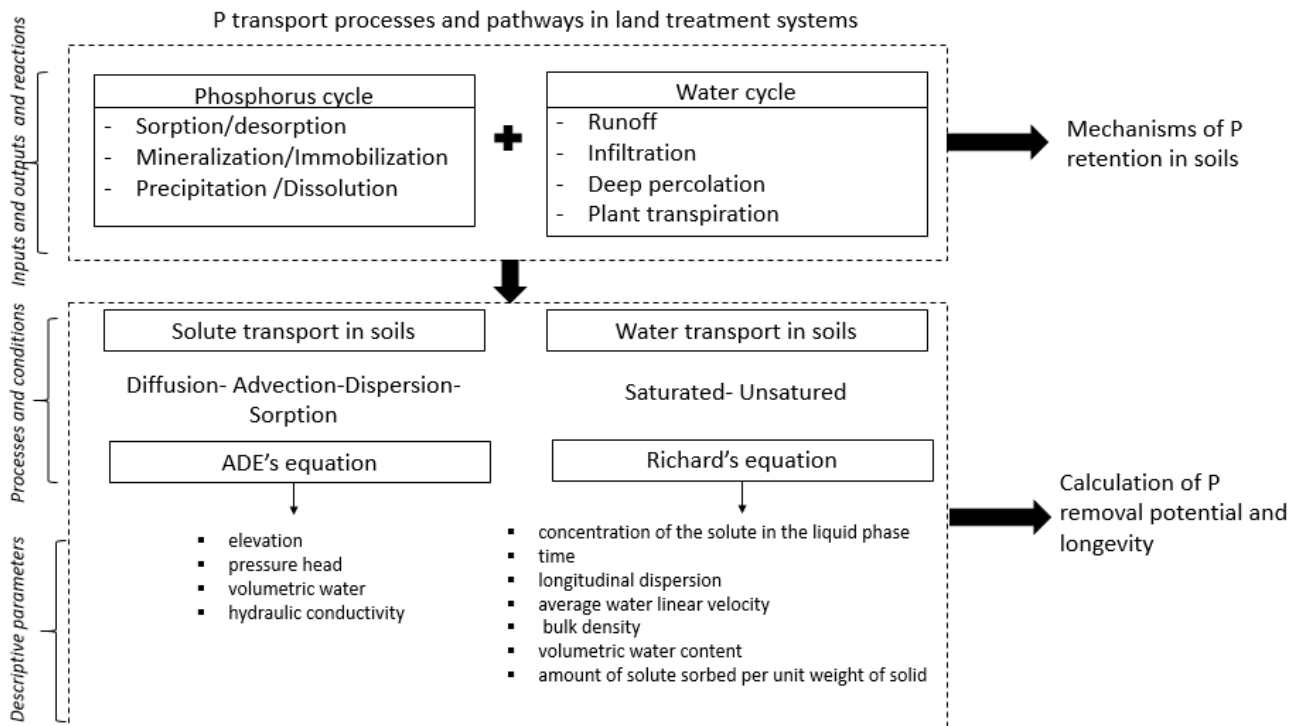 P transport processes and pathways in land treatment systems
Inputs and outputs and reactions
Phosphorus cycle
- Sorption/desorption
- Mineralization/Immobilization
- Precipitation /Dissolution
Water cycle
- Runoff
- Infiltration
- Deep percolation
- Plant transpiration
Mechanisms of P
retention in soils
Processes and conditions
Solute transport in soils
Diffusion- Advection-Dispersion-
Sorption
ADE's equation
Water transport in soils
Saturated- Unsatured
Richard's equation
Descriptive parameters
▪ elevation
▪ pressure head
▪ volumetric water
▪ hydraulic conductivity
▪ concentration of the solute in the liquid phase
▪ time
▪ longitudinal dispersion
▪ average water linear velocity
▪ bulk density
▪ volumetric water content
▪ amount of solute sorbed per unit weight of solid
Calculation of P
removal potential and
longevity